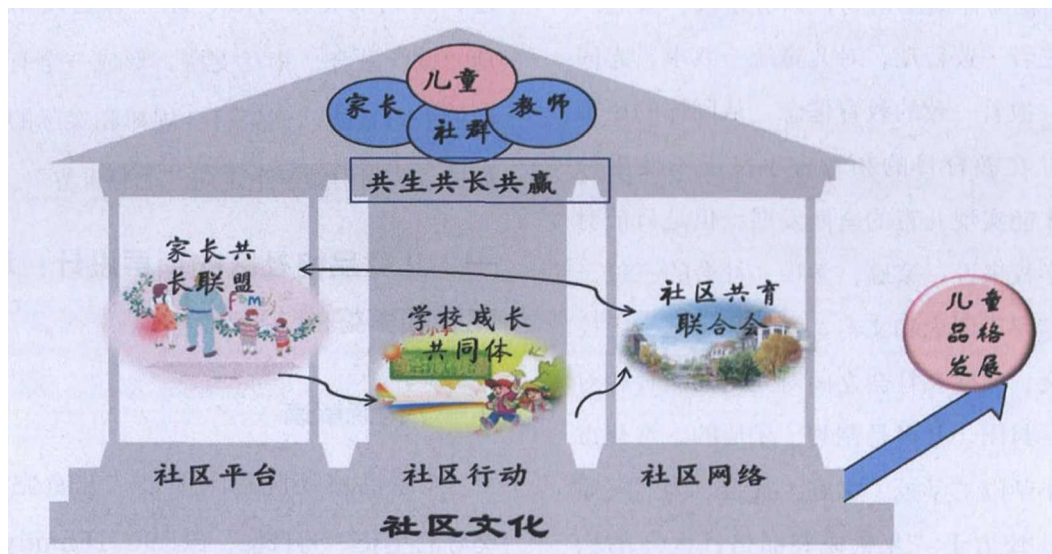 儿童
家长
教师
社群
共生共长共赢
家长共
长联盟
Family
学校成长
共同体
社区共育
联合会
儿童
品格
发展
社区平台
社区行动
社区网络
社区文化